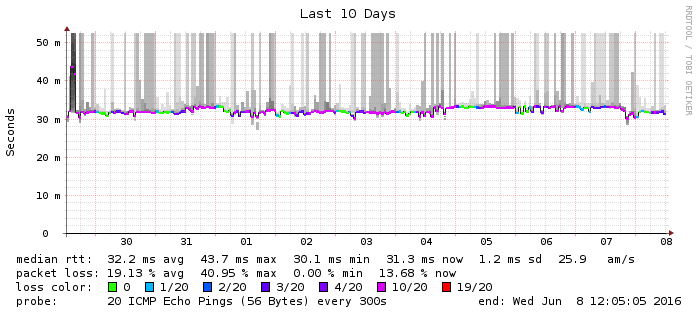 Last 10 Days
RRDTOOL / TOBI OETIKER
Seconds
50 m
40 m
30 m
20 m
10 m
0
30 31 01 02 03 04 05 06 07 08
median rtt: 32.2 ms avg 43.7 ms max 30.1 ms min 31.3 ms now 1.2 ms sd 25.9 am/s
packet loss: 19.13 % avg 40.95 % max 0.00 % min 13.68 % now
loss color: 0 1/20 2/20 3/20 4/20 10/20 19/20
probe: 20 ICMP Echo Pings (56 Bytes) every 300s end: Wed Jun 8 12:05:05 2016